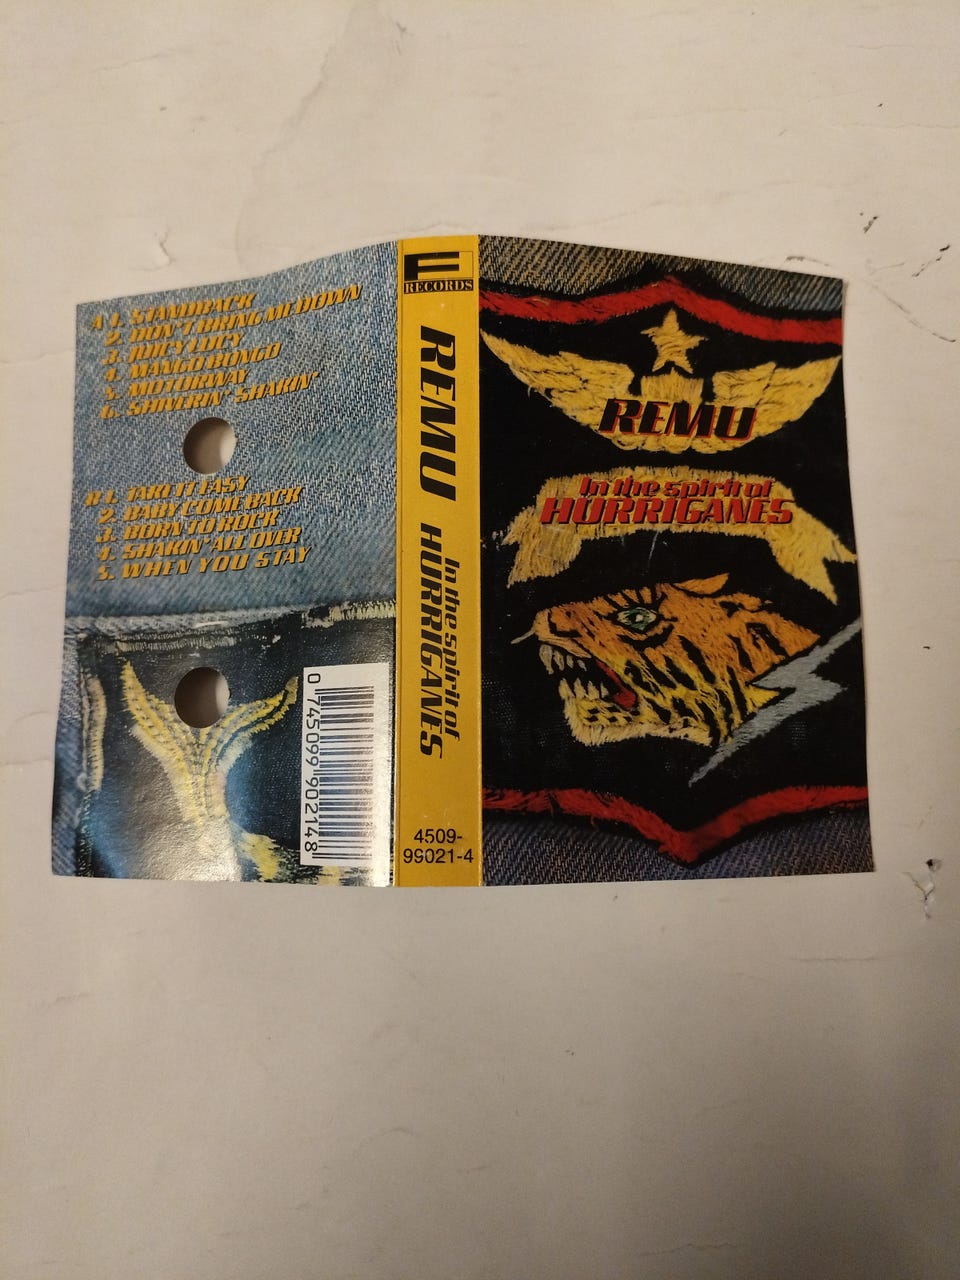 A 1. STANDBACK
2. DON'T BRING ME DOWN
3. JUICY LUCY
4. MANGO BONGO
5. MOTORWAY
6. SHIVERIN' SHAKIN'
B 1. TAKE IT EASY
2. BABY COME BACK
3. BORN TO ROCK
4. SHAKIN' ALL OVER
5. WHEN YOU STAY
0 745099 902148
E
RECORDS
REMU
In the spirit of
HURRIGANES
4509-
99021-4
REMU
In the spirit of
HURRIGANES